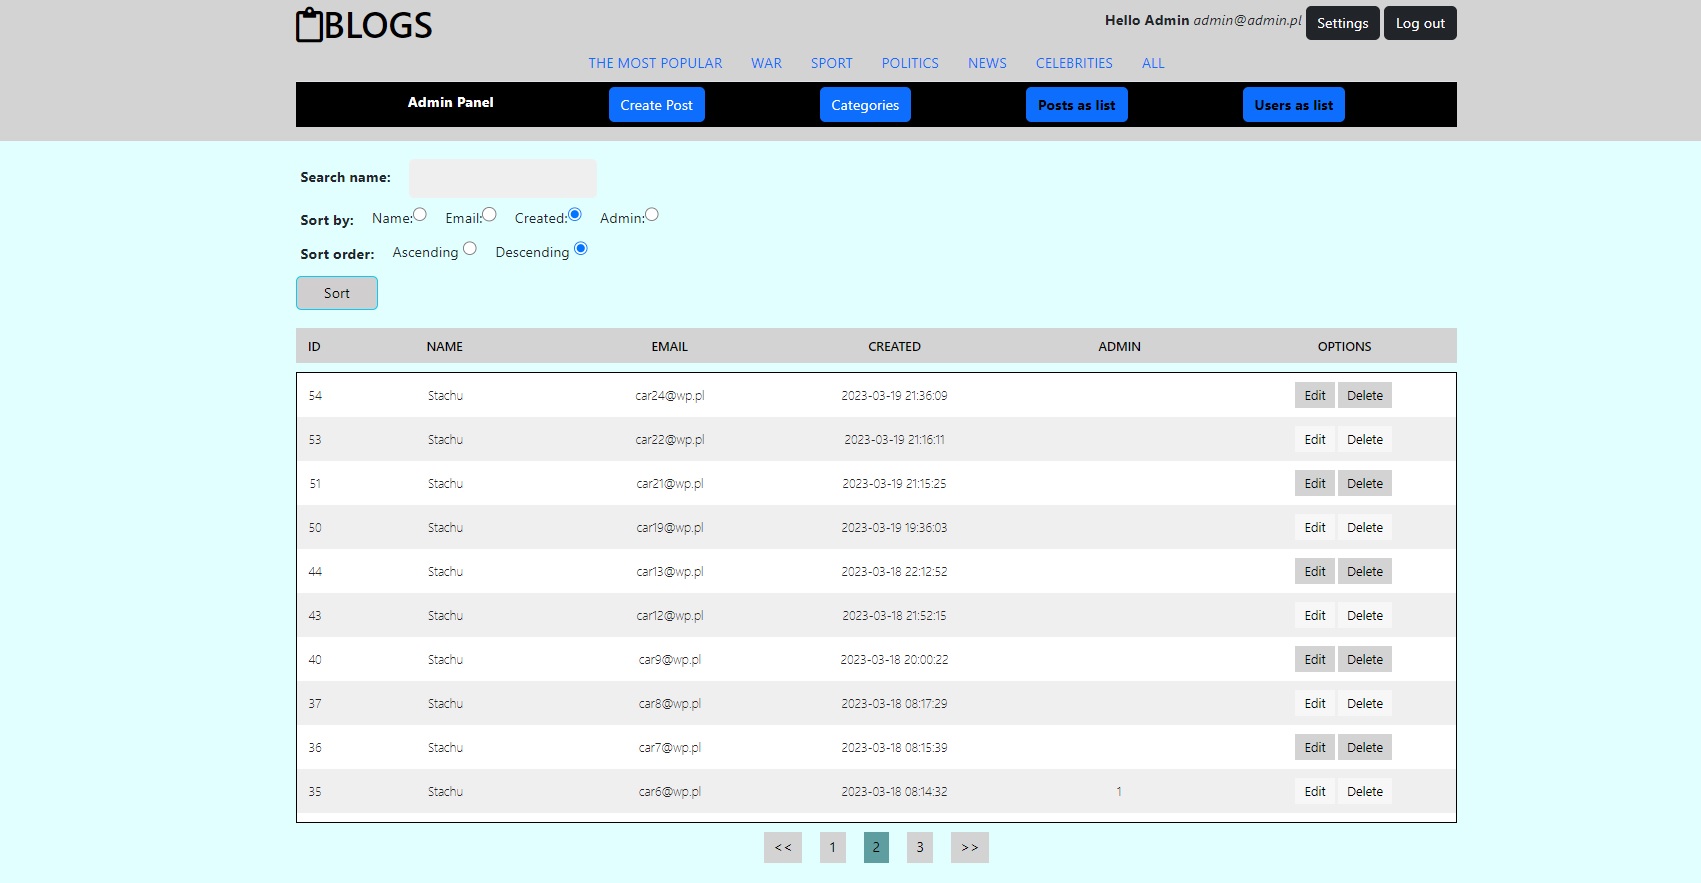 BLOGS
Hello Admin admin@admin.pl Settings Log out
THE MOST POPULAR WAR SPORT POLITICS NEWS CELEBRITIES ALL
Admin Panel Create Post Categories Posts as list Users as list
Search name:
Sort by: Name: Email: Created: Admin:
Sort order: Ascending Descending
Sort
ID NAME EMAIL CREATED ADMIN OPTIONS
54 Stachu car24@wp.pl 2023-03-19 21:36:09 Edit Delete
53 Stachu car22@wp.pl 2023-03-19 21:16:11 Edit Delete
51 Stachu car21@wp.pl 2023-03-19 21:15:25 Edit Delete
50 Stachu car19@wp.pl 2023-03-19 19:36:03 Edit Delete
44 Stachu car13@wp.pl 2023-03-18 22:12:52 Edit Delete
43 Stachu car12@wp.pl 2023-03-18 21:52:15 Edit Delete
40 Stachu car9@wp.pl 2023-03-18 20:00:22 Edit Delete
37 Stachu car8@wp.pl 2023-03-18 08:17:29 Edit Delete
36 Stachu car7@wp.pl 2023-03-18 08:15:39 Edit Delete
35 Stachu car6@wp.pl 2023-03-18 08:14:32 1 Edit Delete
<< 1 2 3 >>